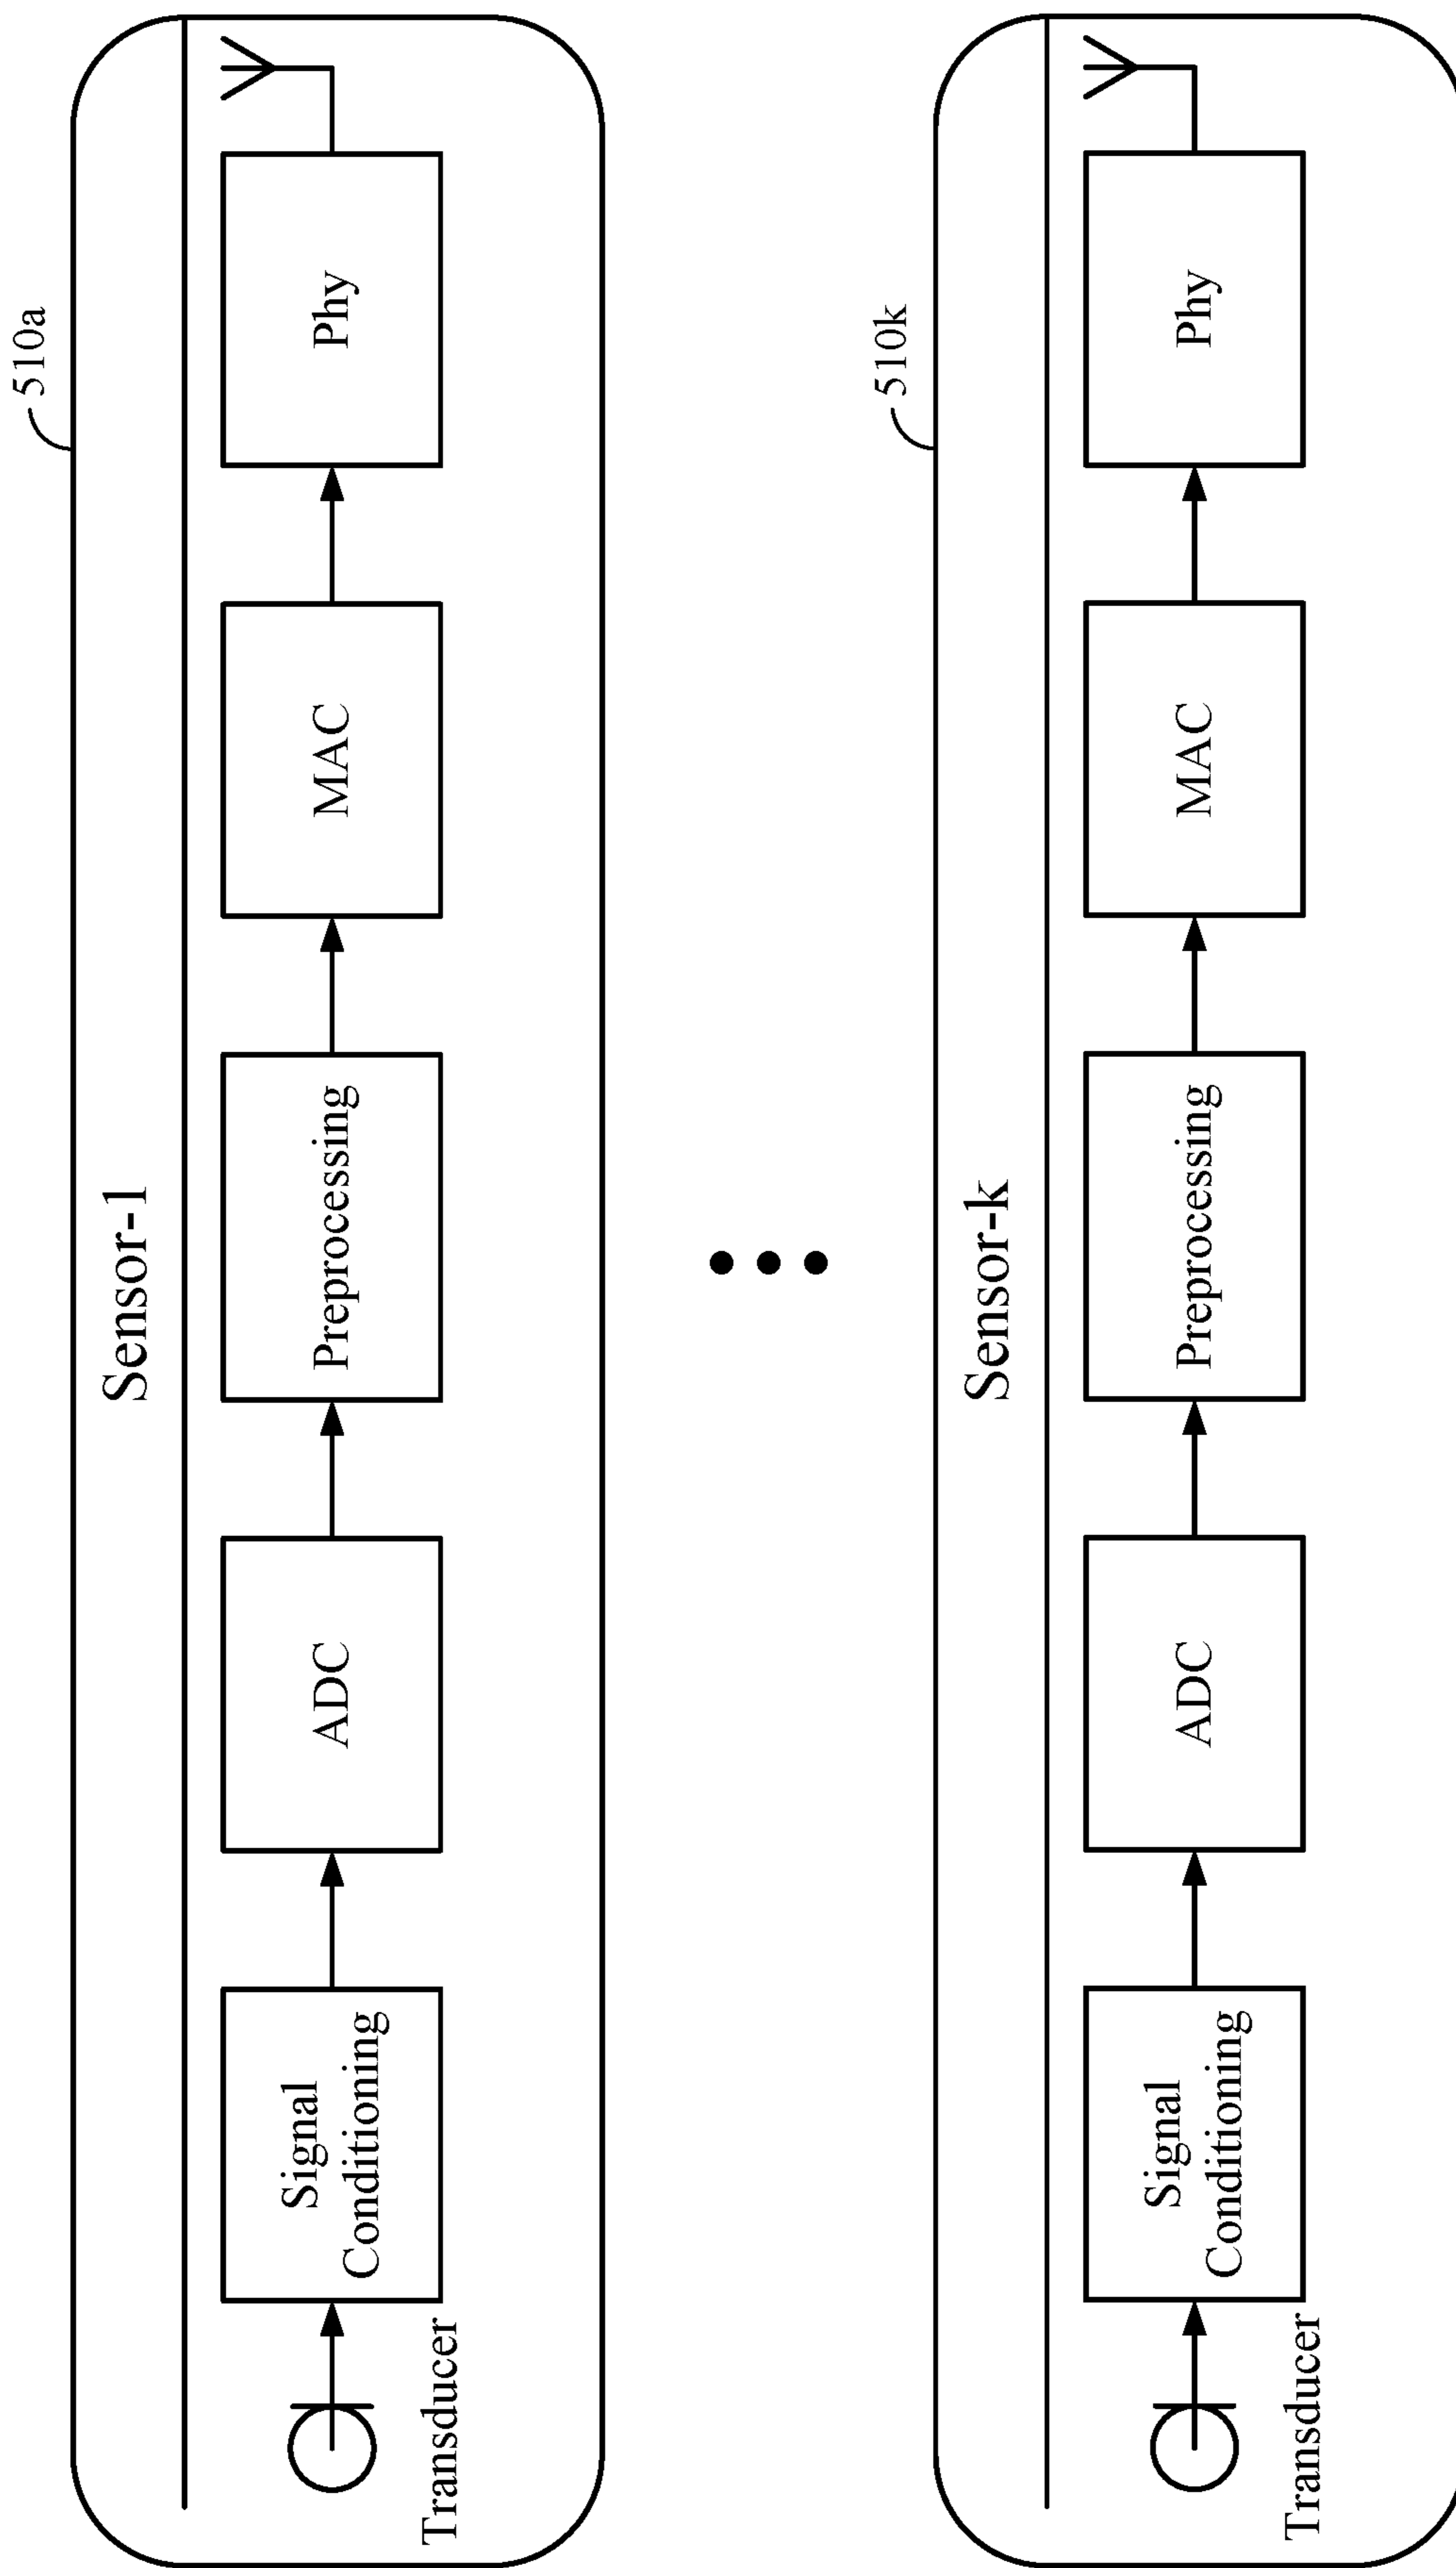 510a
Sensor-1
Transducer
Signal
Conditioning
ADC
Preprocessing
MAC
Phy
510k
Sensor-k
Transducer
Signal
Conditioning
ADC
Preprocessing
MAC
Phy